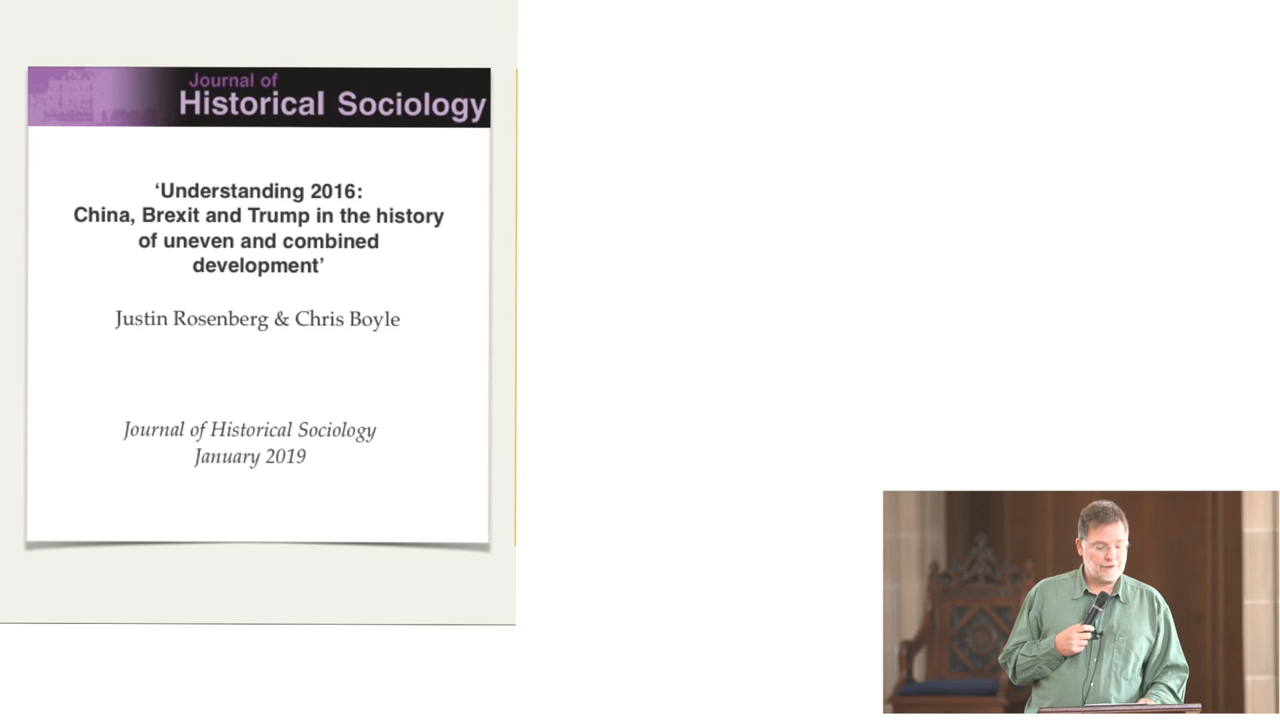 Journal of
Historical Sociology
‘Understanding 2016:
China, Brexit and Trump in the history
of uneven and combined
development’
Justin Rosenberg & Chris Boyle
Journal of Historical Sociology
January 2019